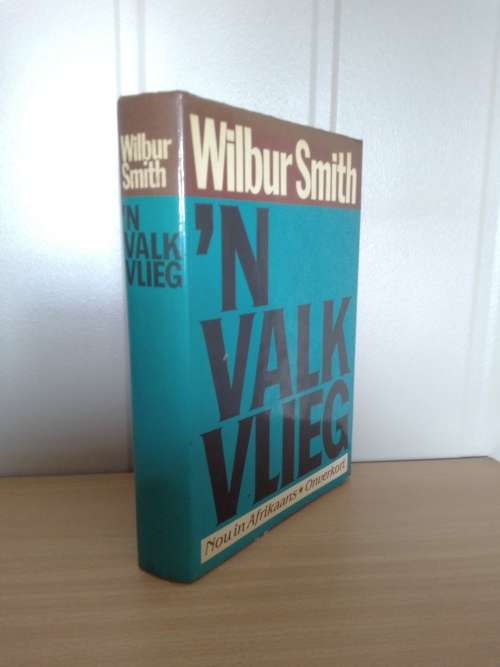 Wilbur
Smith
'N
VALK
VLIEG
Wilbur Smith
'N
VALK
VLIEG
Nou in Afrikaans * Onverkort